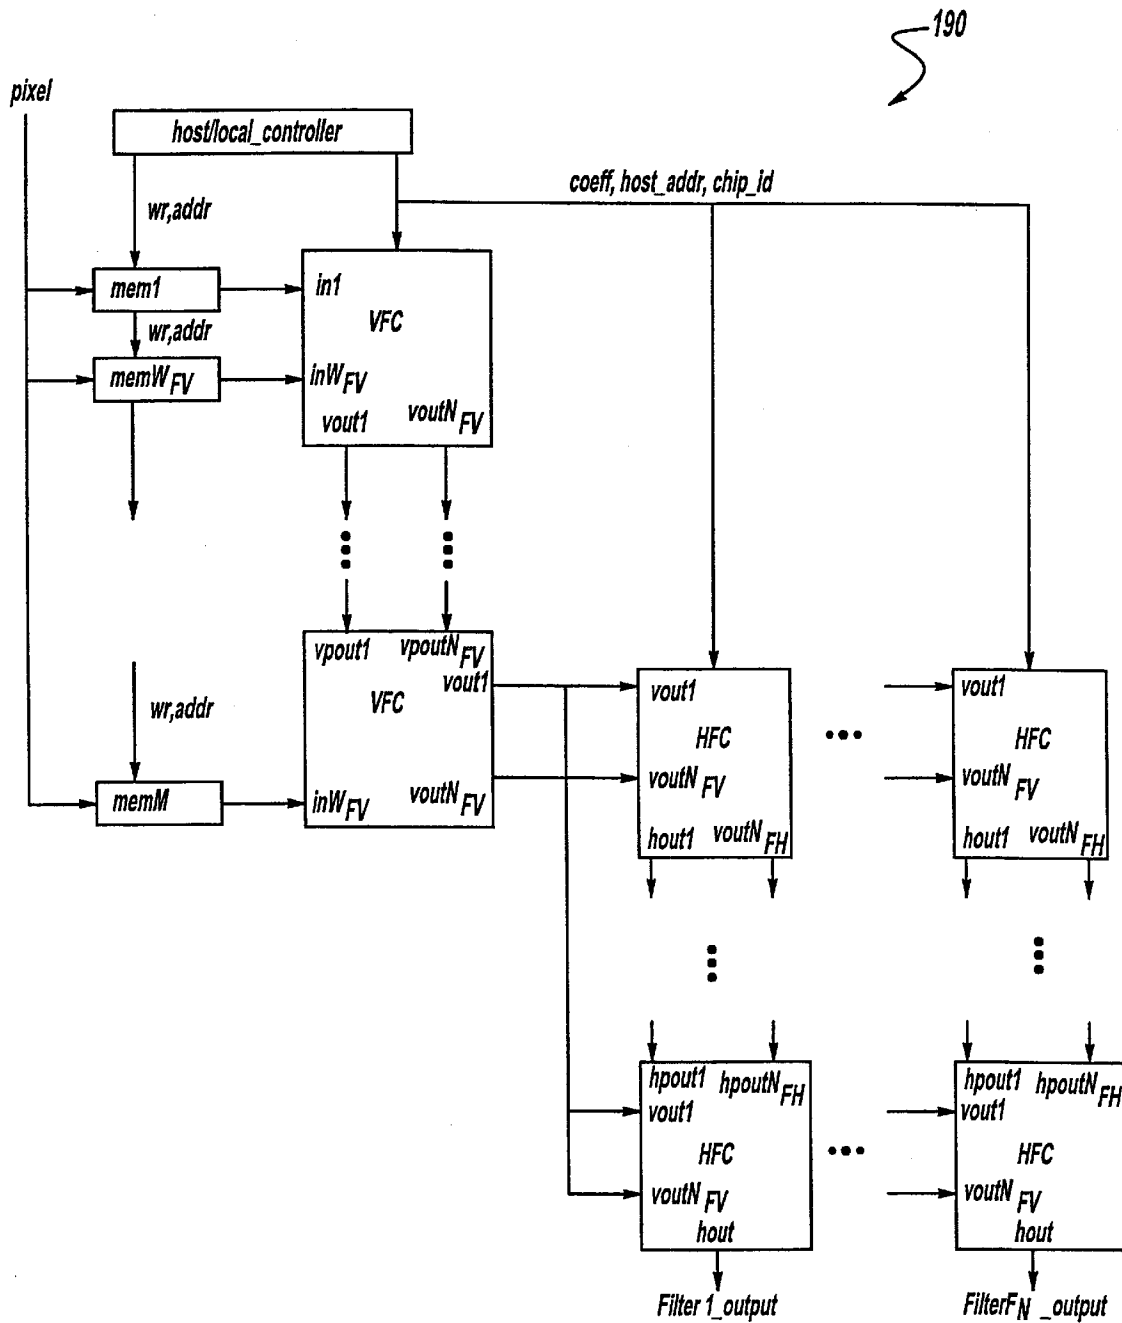 190
pixel
host/local_controller
coeff, host_addr, chip_id
wr,addr
mem1
in1
VFC
wr,addr
memW FV
inW FV
vout1
voutN FV
vpout1
vpoutN FV
vout1
VFC
wr,addr
memM
inW FV
voutN FV
vout1
HFC
voutN FV
hout1
voutN FH
vout1
HFC
voutN FV
hout1
voutN FH
hpout1
hpoutN FH
vout1
HFC
voutN FV
hout
hpout1
hpoutN FH
vout1
HFC
voutN FV
hout
Filter 1_output
FilterF N _output